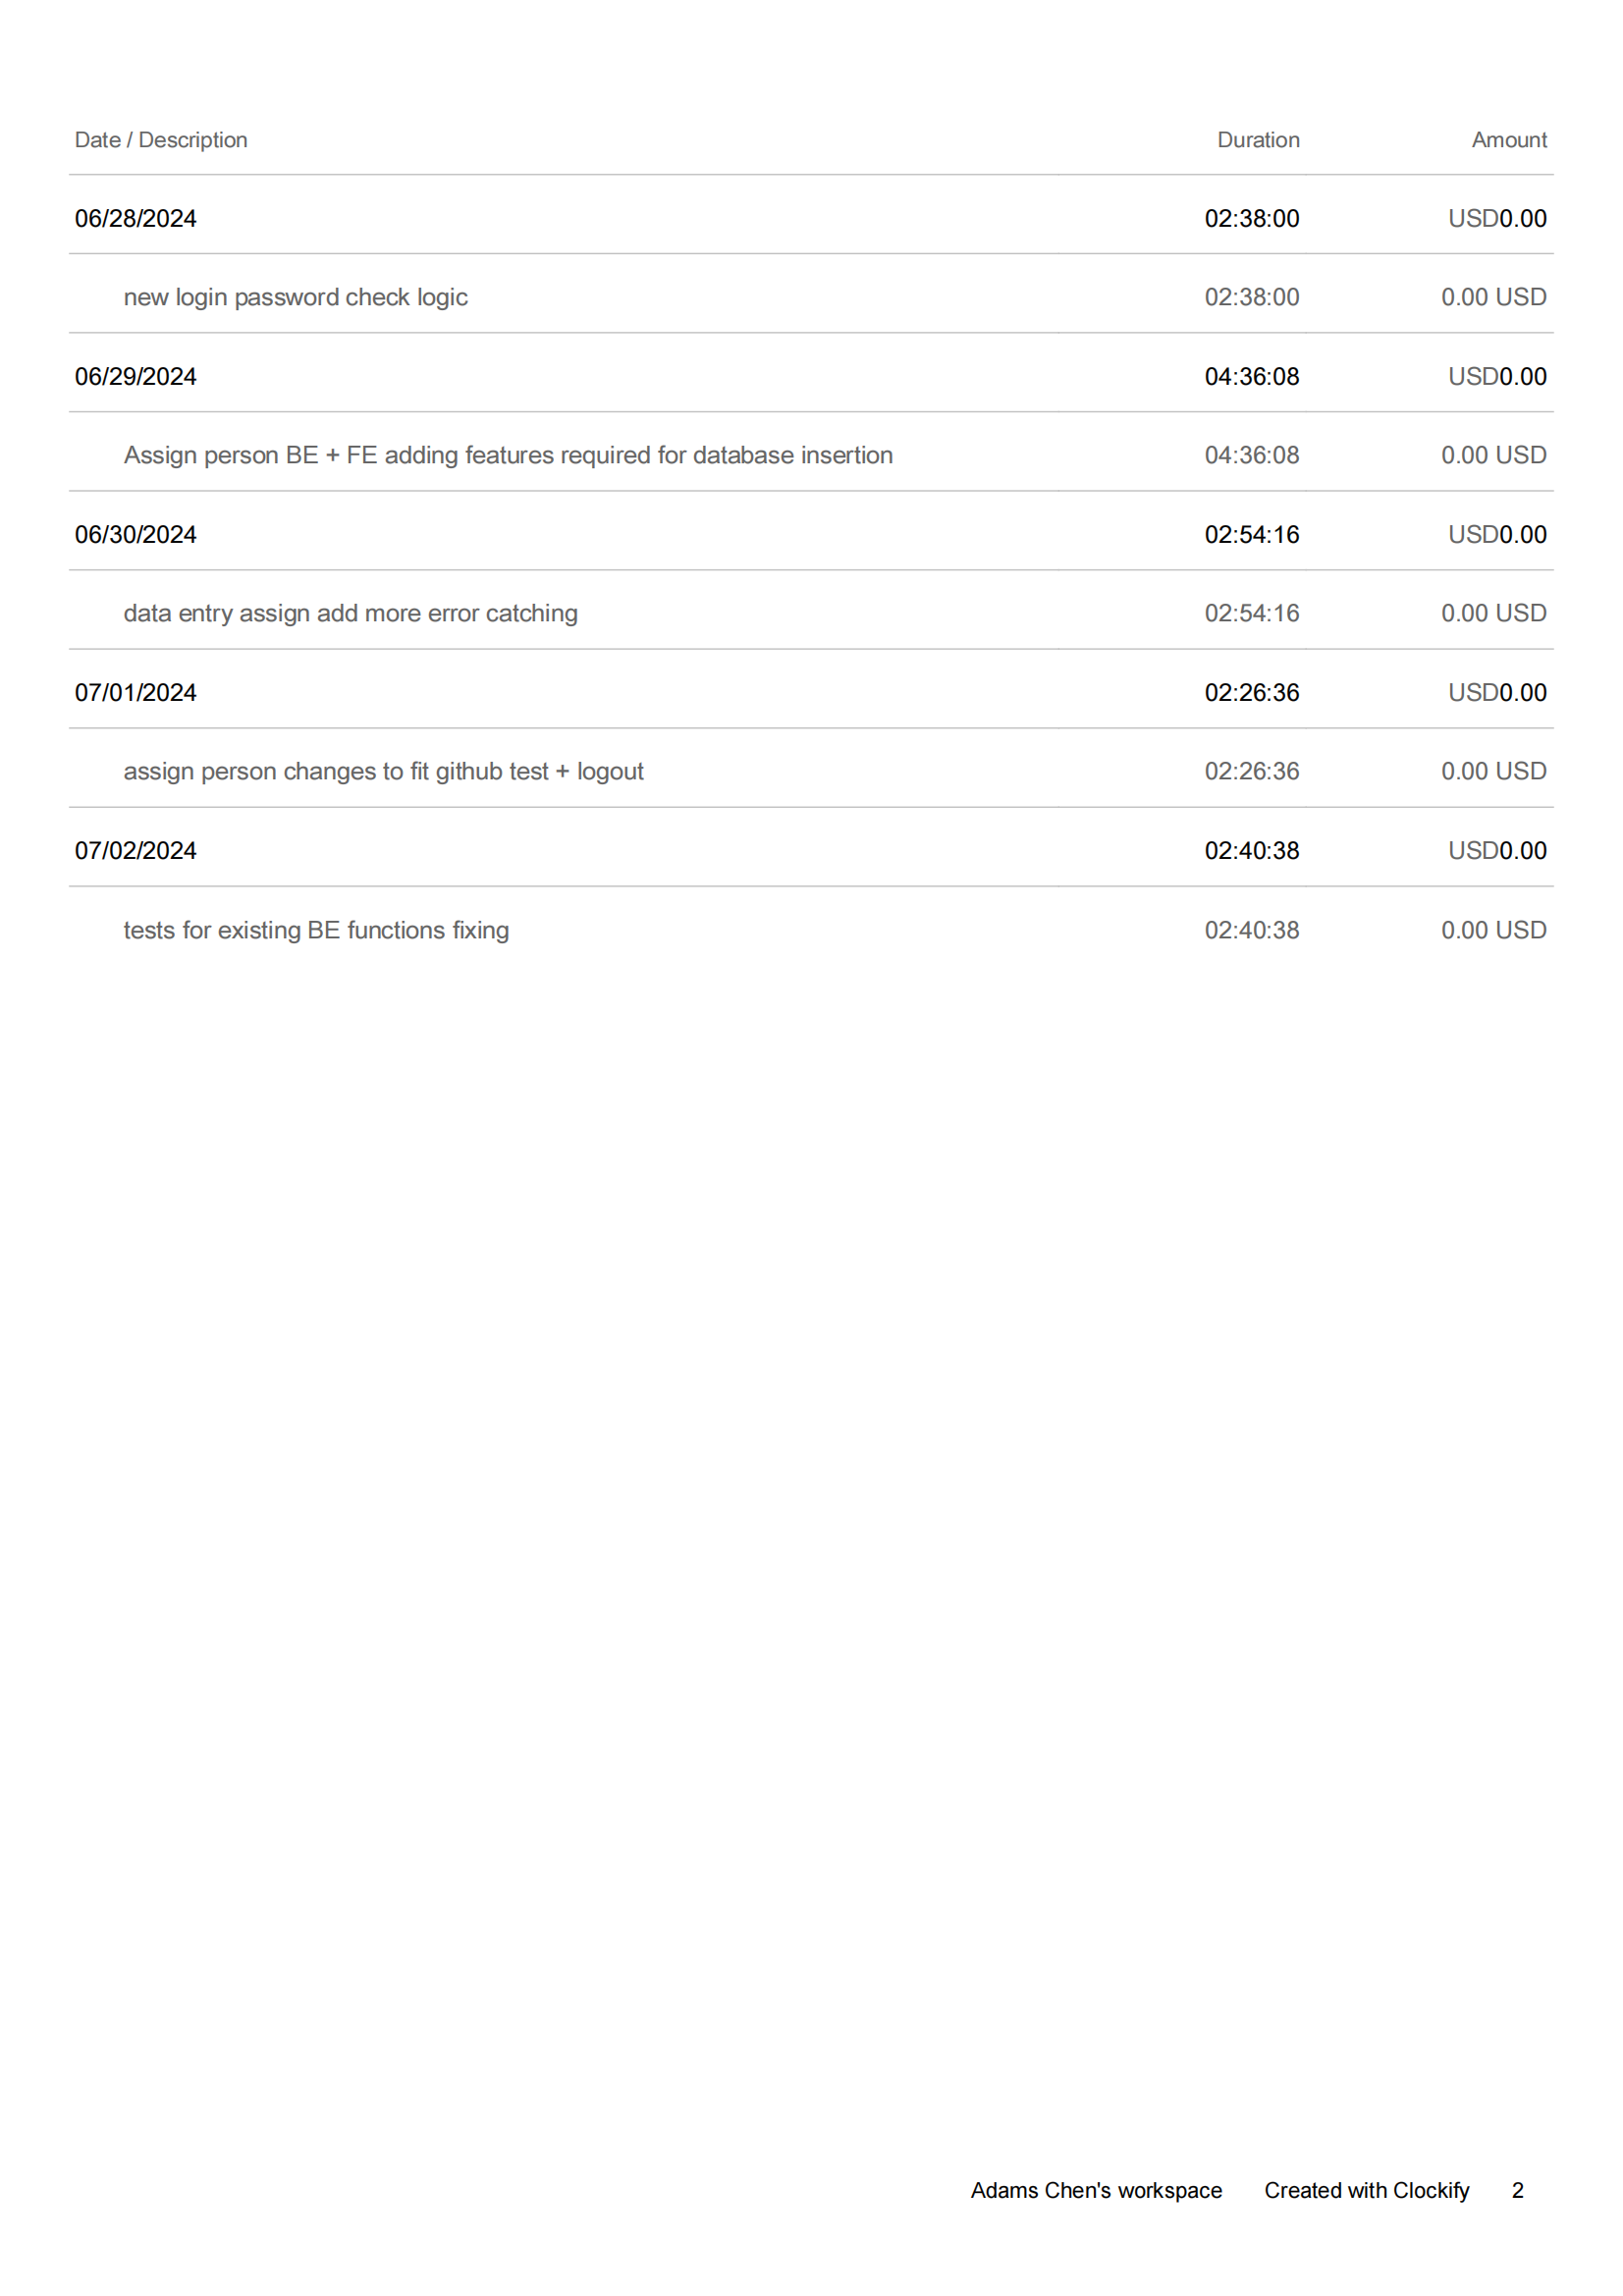 Date / Description Duration Amount
06/28/2024 02:38:00 USD0.00
new login password check logic 02:38:00 0.00 USD
06/29/2024 04:36:08 USD0.00
Assign person BE + FE adding features required for database insertion 04:36:08 0.00 USD
06/30/2024 02:54:16 USD0.00
data entry assign add more error catching 02:54:16 0.00 USD
07/01/2024 02:26:36 USD0.00
assign person changes to fit github test + logout 02:26:36 0.00 USD
07/02/2024 02:40:38 USD0.00
tests for existing BE functions fixing 02:40:38 0.00 USD
Adams Chen's workspace Created with Clockify 2